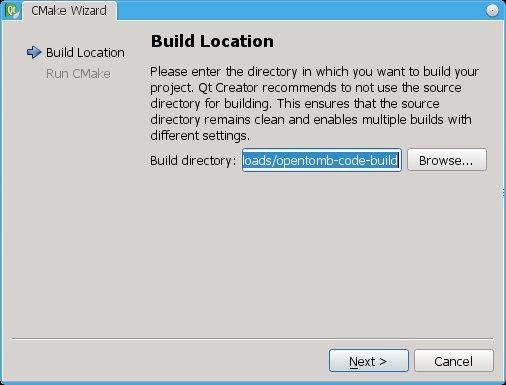 CMake Wizard
Build Location
Run CMake
Build Location
Please enter the directory in which you want to build your
project. Qt Creator recommends to not use the source
directory for building. This ensures that the source
directory remains clean and enables multiple builds with
different settings.
Build directory: loads/opentomb-code-build Browse...
Next > Cancel